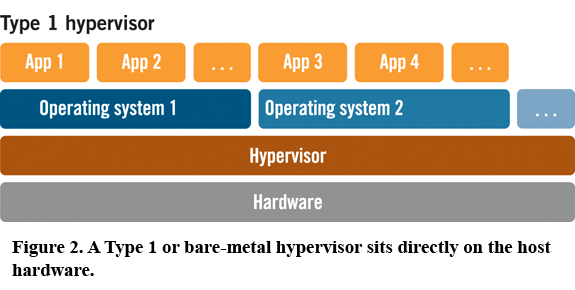 Type 1 hypervisor
App 1 App 2 ... App 3 App 4 ...
Operating system 1 Operating system 2 ...
Hypervisor
Hardware
Figure 2. A Type 1 or bare-metal hypervisor sits directly on the host
hardware.